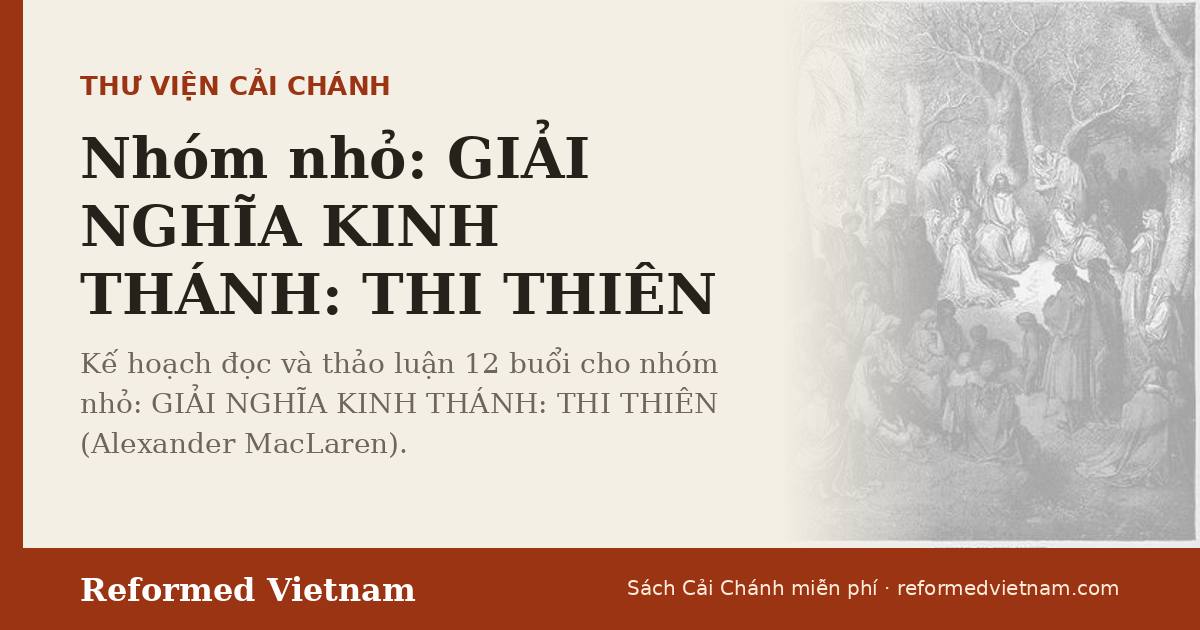 THƯ VIỆN CẢI CHÁNH
Nhóm nhỏ: GIẢI
NGHĨA KINH
THÁNH: THI THIÊN
Kế hoạch đọc và thảo luận 12 buổi cho nhóm
nhỏ: GIẢI NGHĨA KINH THÁNH: THI THIÊN
(Alexander MacLaren).
Reformed Vietnam
Sách Cải Chánh miễn phí · reformedvietnam.com